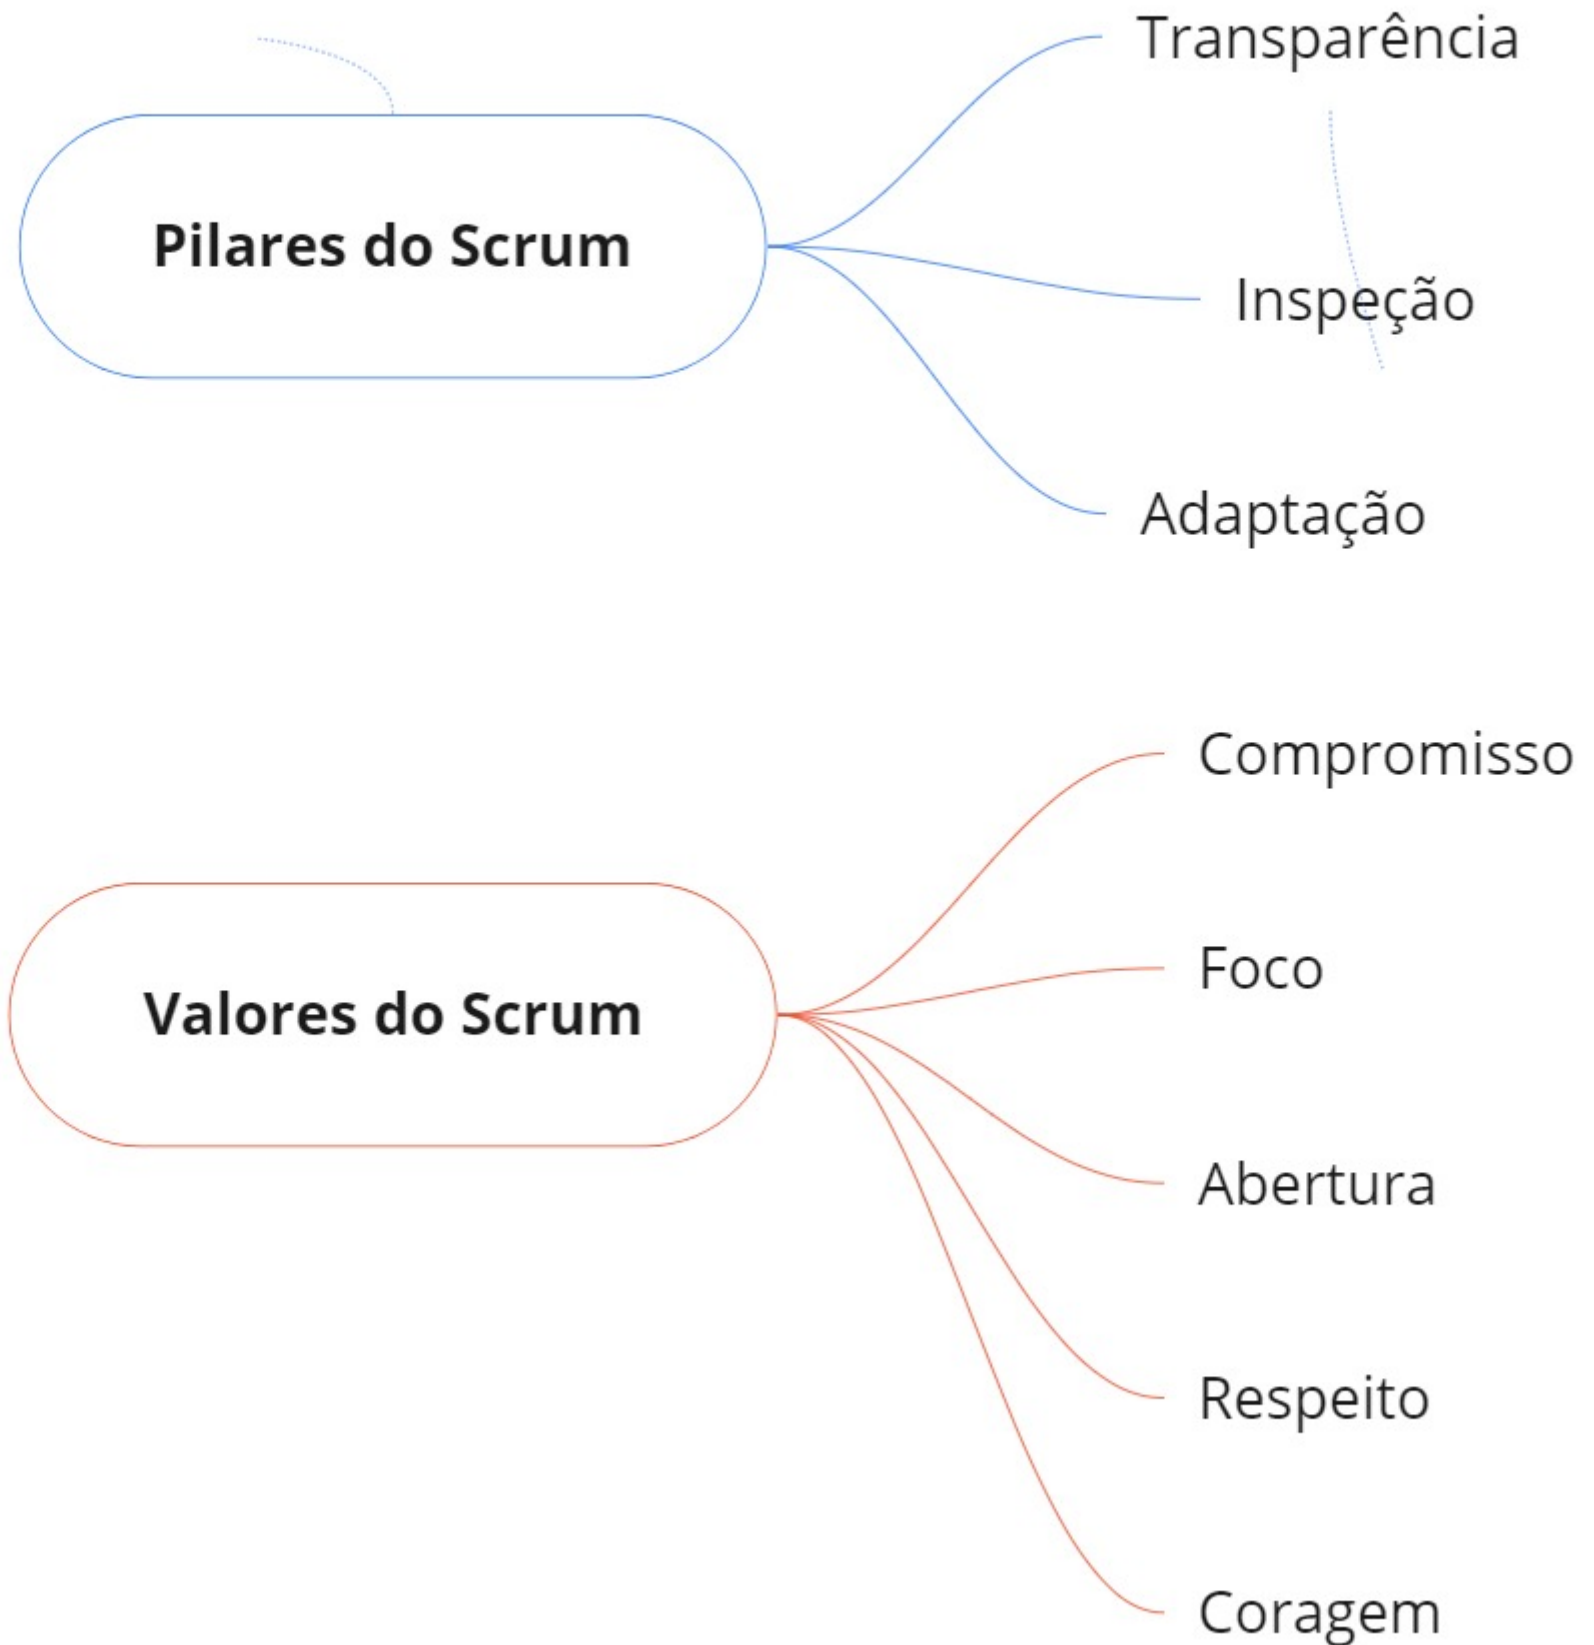 Pilares do Scrum
Transparência
Inspeção
Adaptação
Valores do Scrum
Compromisso
Foco
Abertura
Respeito
Coragem